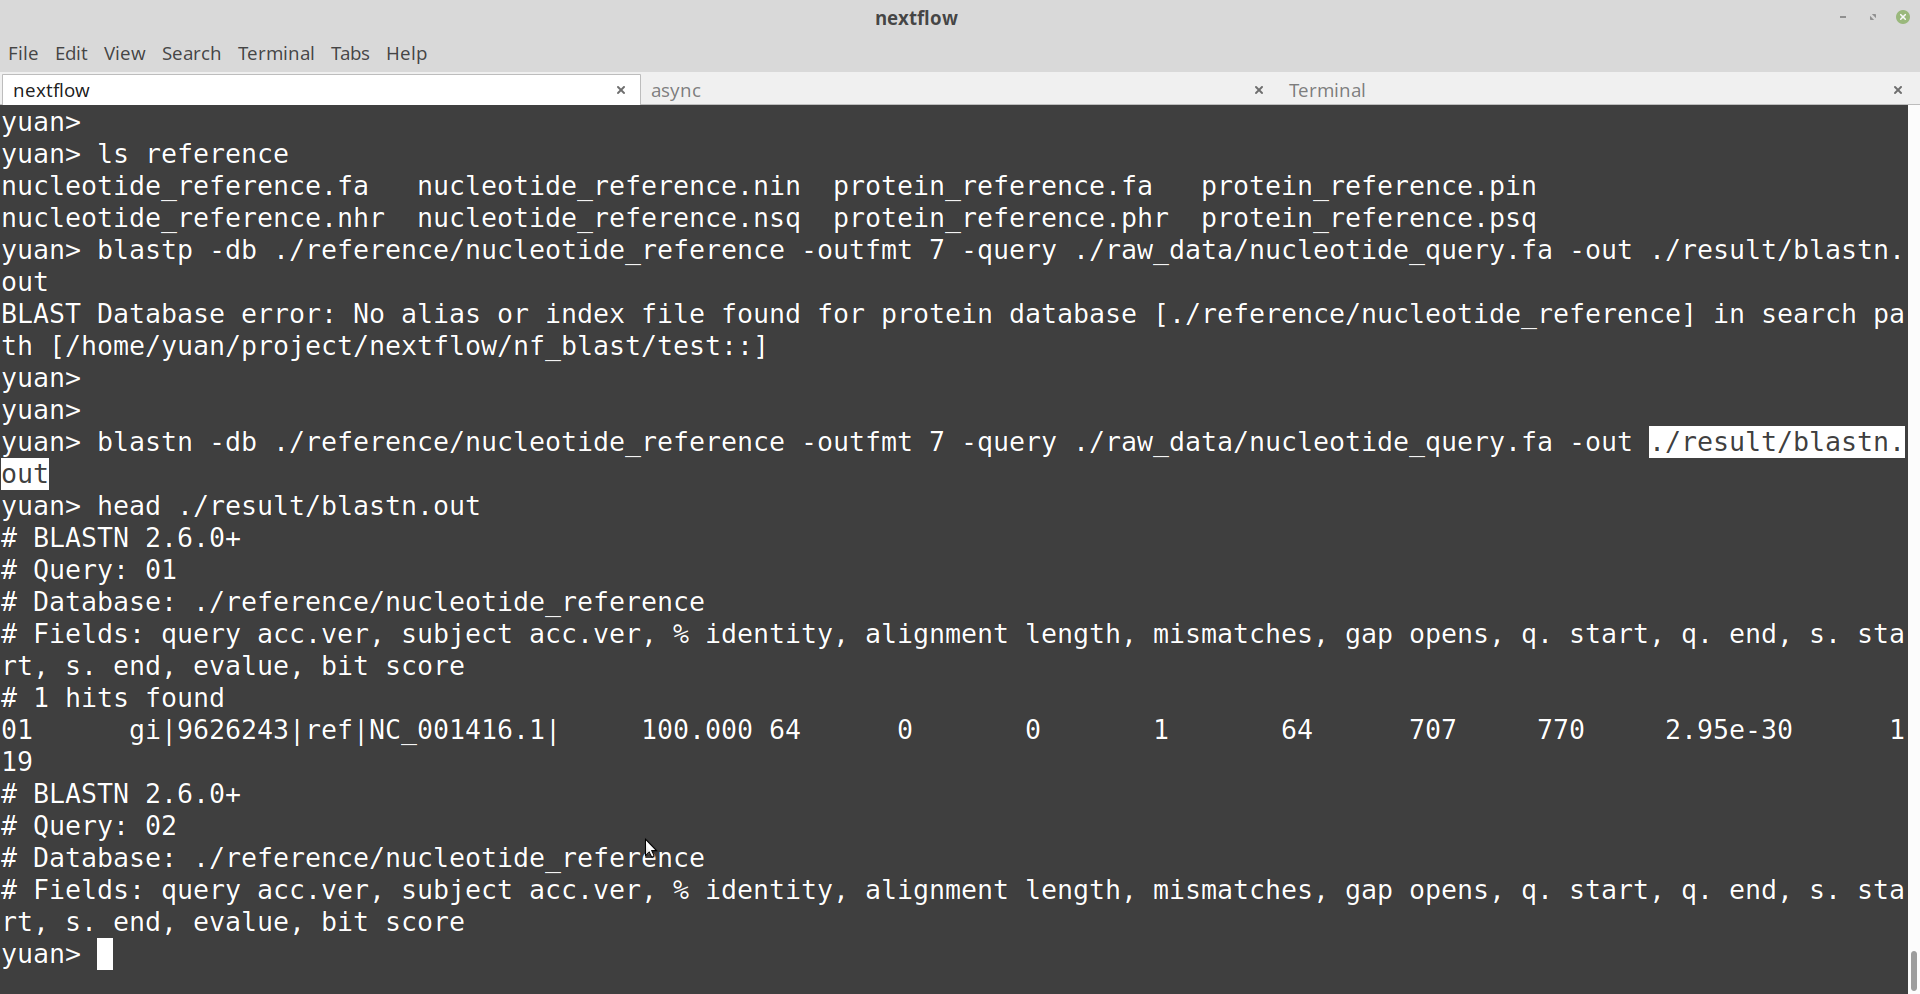 nextflow
File Edit View Search Terminal Tabs Help
nextflow × async × Terminal ×
yuan>
yuan> ls reference
nucleotide_reference.fa   nucleotide_reference.nin  protein_reference.fa   protein_reference.pin
nucleotide_reference.nhr  nucleotide_reference.nsq  protein_reference.phr  protein_reference.psq
yuan> blastp -db ./reference/nucleotide_reference -outfmt 7 -query ./raw_data/nucleotide_query.fa -out ./result/blastn.
out
BLAST Database error: No alias or index file found for protein database [./reference/nucleotide_reference] in search pa
th [/home/yuan/project/nextflow/nf_blast/test::]
yuan>
yuan>
yuan> blastn -db ./reference/nucleotide_reference -outfmt 7 -query ./raw_data/nucleotide_query.fa -out ./result/blastn.
out
yuan> head ./result/blastn.out
# BLASTN 2.6.0+
# Query: 01
# Database: ./reference/nucleotide_reference
# Fields: query acc.ver, subject acc.ver, % identity, alignment length, mismatches, gap opens, q. start, q. end, s. sta
rt, s. end, evalue, bit score
# 1 hits found
01      gi|9626243|ref|NC_001416.1|     100.000 64      0       0       1       64      707     770     2.95e-30      1
19
# BLASTN 2.6.0+
# Query: 02
# Database: ./reference/nucleotide_reference
# Fields: query acc.ver, subject acc.ver, % identity, alignment length, mismatches, gap opens, q. start, q. end, s. sta
rt, s. end, evalue, bit score
yuan>